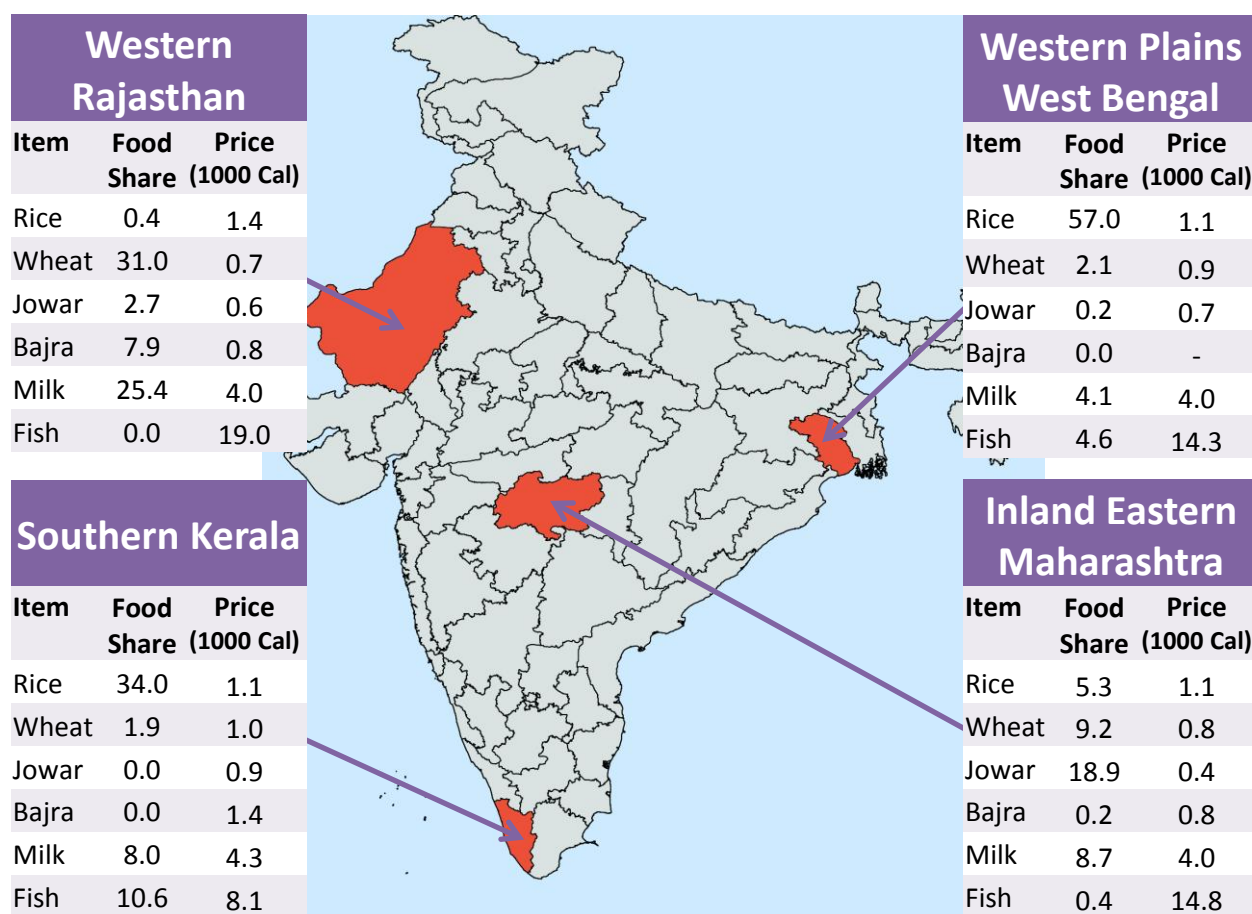 Western
Rajasthan
Item Food Price
Share (1000 Cal)
Rice 0.4 1.4
Wheat 31.0 0.7
Jowar 2.7 0.6
Bajra 7.9 0.8
Milk 25.4 4.0
Fish 0.0 19.0
Western Plains
West Bengal
Item Food Price
Share (1000 Cal)
Rice 57.0 1.1
Wheat 2.1 0.9
Jowar 0.2 0.7
Bajra 0.0 -
Milk 4.1 4.0
Fish 4.6 14.3
Southern Kerala
Item Food Price
Share (1000 Cal)
Rice 34.0 1.1
Wheat 1.9 1.0
Jowar 0.0 0.9
Bajra 0.0 1.4
Milk 8.0 4.3
Fish 10.6 8.1
Inland Eastern
Maharashtra
Item Food Price
Share (1000 Cal)
Rice 5.3 1.1
Wheat 9.2 0.8
Jowar 18.9 0.4
Bajra 0.2 0.8
Milk 8.7 4.0
Fish 0.4 14.8